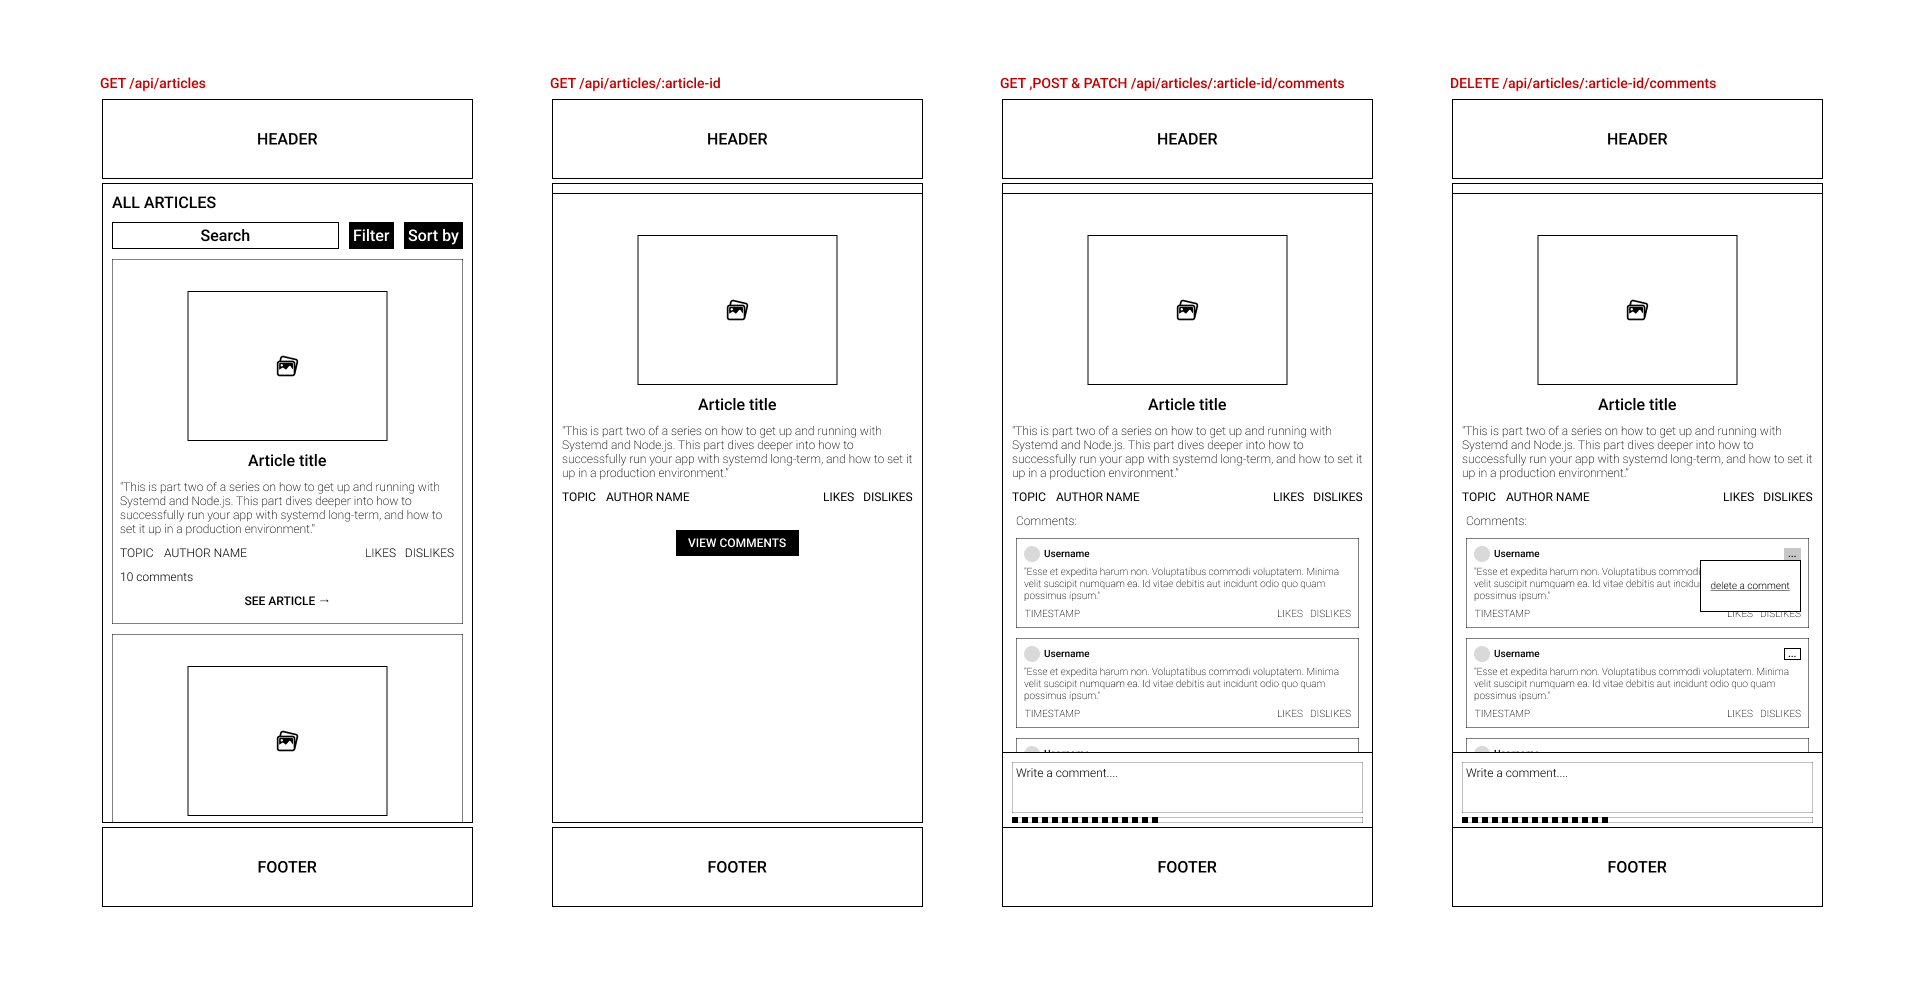 GET /api/articles
HEADER
ALL ARTICLES
Search
Filter
Sort by
Article title
"This is part two of a series on how to get up and running with
Systemd and Node.js. This part dives deeper into how to
successfully run your app with systemd long-term, and how to
set it up in a production environment."
TOPIC AUTHOR NAME LIKES DISLIKES
10 comments
SEE ARTICLE →
FOOTER
GET /api/articles/:article-id
HEADER
Article title
"This is part two of a series on how to get up and running with
Systemd and Node.js. This part dives deeper into how to
successfully run your app with systemd long-term, and how to set it
up in a production environment."
TOPIC AUTHOR NAME LIKES DISLIKES
VIEW COMMENTS
FOOTER
GET ,POST & PATCH /api/articles/:article-id/comments
HEADER
Article title
"This is part two of a series on how to get up and running with
Systemd and Node.js. This part dives deeper into how to
successfully run your app with systemd long-term, and how to set it
up in a production environment."
TOPIC AUTHOR NAME LIKES DISLIKES
Comments:
Username
"Esse et expedita harum non. Voluptatibus commodi voluptatem. Minima
velit suscipit numquam ea. Id vitae debitis aut incidunt odio quo quam
possimus ipsum."
TIMESTAMP LIKES DISLIKES
Username
"Esse et expedita harum non. Voluptatibus commodi voluptatem. Minima
velit suscipit numquam ea. Id vitae debitis aut incidunt odio quo quam
possimus ipsum."
TIMESTAMP LIKES DISLIKES
Write a comment....
FOOTER
DELETE /api/articles/:article-id/comments
HEADER
Article title
"This is part two of a series on how to get up and running with
Systemd and Node.js. This part dives deeper into how to
successfully run your app with systemd long-term, and how to set it
up in a production environment."
TOPIC AUTHOR NAME LIKES DISLIKES
Comments:
Username ...
"Esse et expedita harum non. Voluptatibus commodi
velit suscipit numquam ea. Id vitae debitis aut incidu
possimus ipsum."
delete a comment
TIMESTAMP LIKES DISLIKES
Username ...
"Esse et expedita harum non. Voluptatibus commodi voluptatem. Minima
velit suscipit numquam ea. Id vitae debitis aut incidunt odio quo quam
possimus ipsum."
TIMESTAMP LIKES DISLIKES
Write a comment....
FOOTER